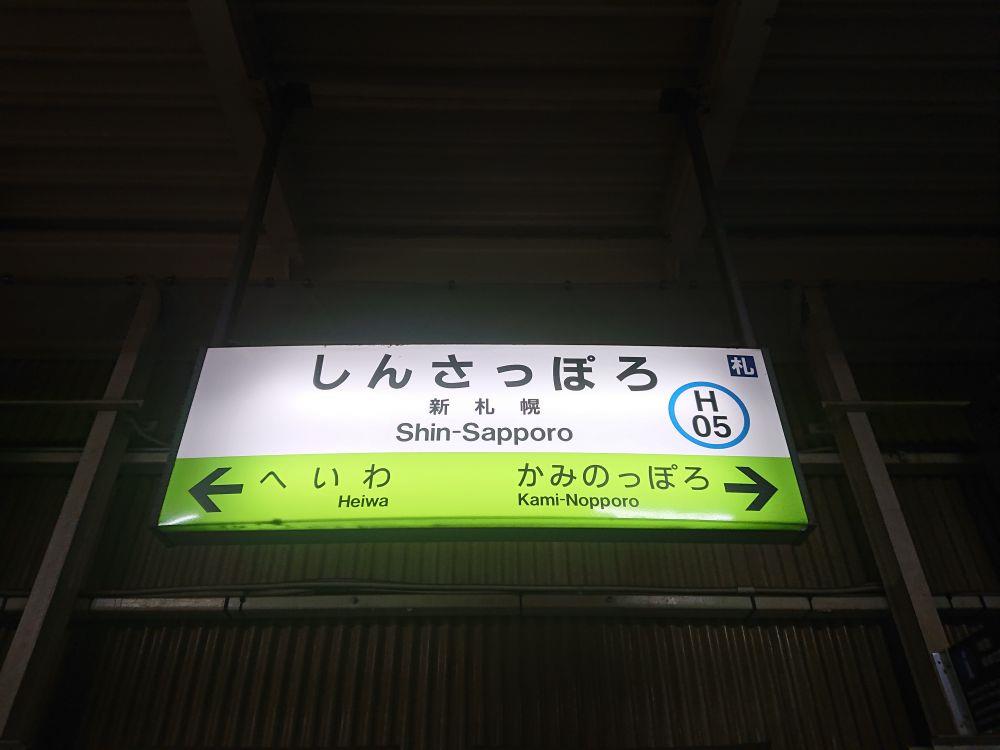 しんさっぽろ
札
新札幌
Shin-Sapporo
H
05
へいわ
Heiwa
かみのっぽろ
Kami-Nopporo